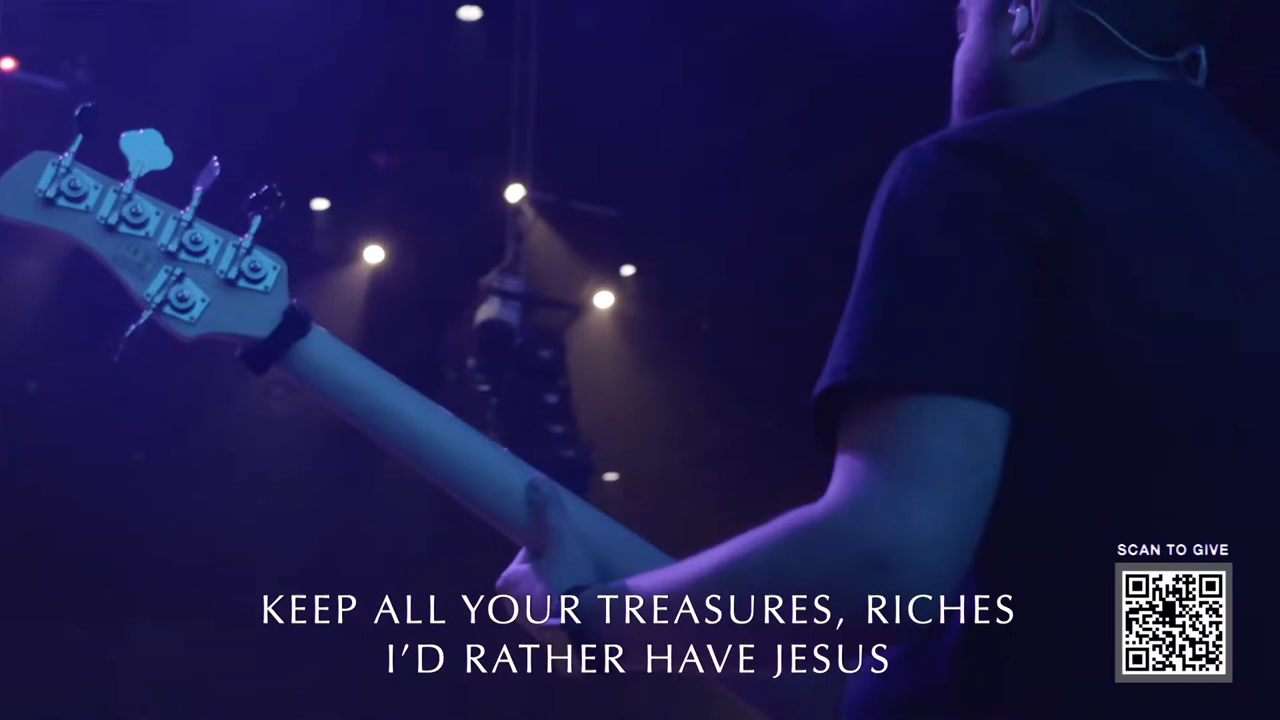 SCAN TO GIVE
KEEP ALL YOUR TREASURES, RICHES
I'D RATHER HAVE JESUS